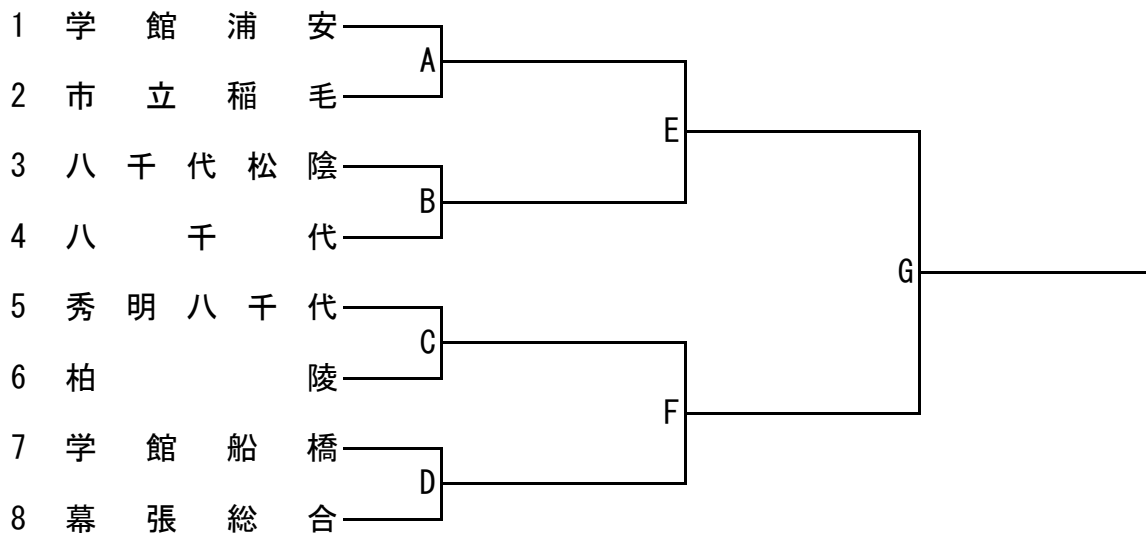 1 学館浦安
A
2 市立稲毛
E
3 八千代松陰
B
4 八千代
G
5 秀明八千代
C
6 柏陵
F
7 学館船橋
D
8 幕張総合